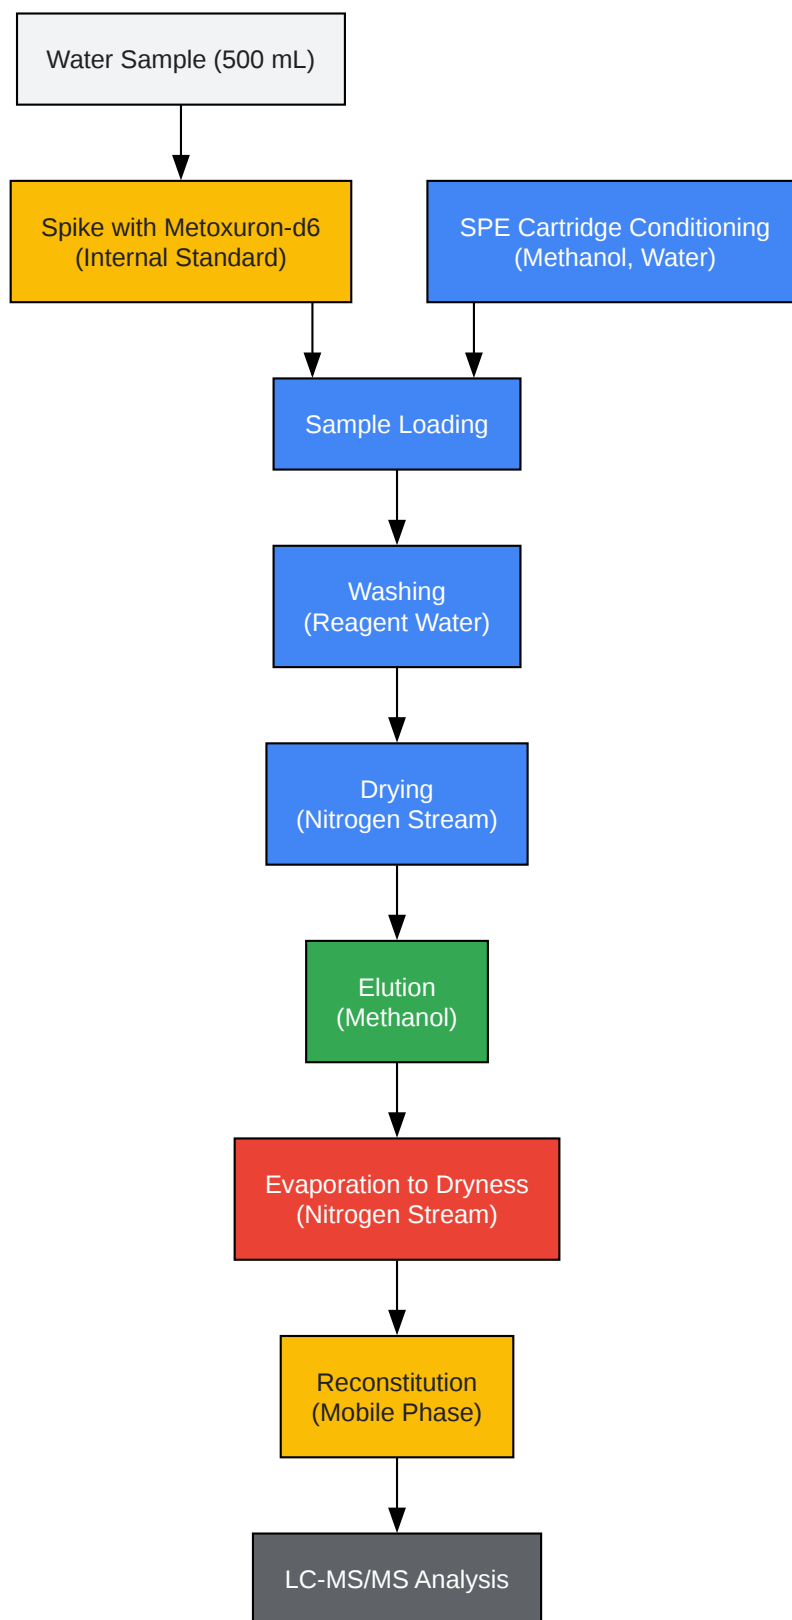 Water Sample (500 mL)
Spike with Metoxuron-d6
(Internal Standard)
SPE Cartridge Conditioning
(Methanol, Water)
Sample Loading
Washing
(Reagent Water)
Drying
(Nitrogen Stream)
Elution
(Methanol)
Evaporation to Dryness
(Nitrogen Stream)
Reconstitution
(Mobile Phase)
LC-MS/MS Analysis